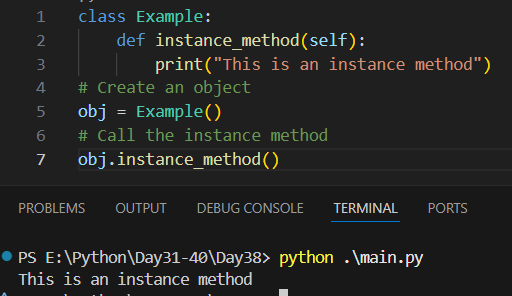 1 class Example:
2 def instance_method(self):
3 print("This is an instance method")
4 # Create an object
5 obj = Example()
6 # Call the instance method
7 obj.instance_method()
PROBLEMS OUTPUT DEBUG CONSOLE TERMINAL PORTS
PS E:\Python\Day31-40\Day38> python .\main.py
This is an instance method